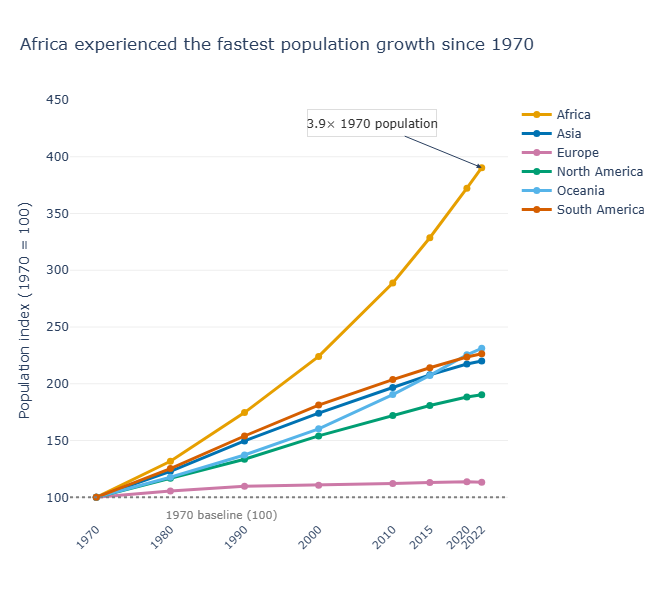 Africa experienced the fastest population growth since 1970
450
400
350
300
250
200
150
100
Population index (1970 = 100)
3.9× 1970 population
1970 baseline (100)
1970
1980
1990
2000
2010
2015
2020
2022
Africa
Asia
Europe
North America
Oceania
South America